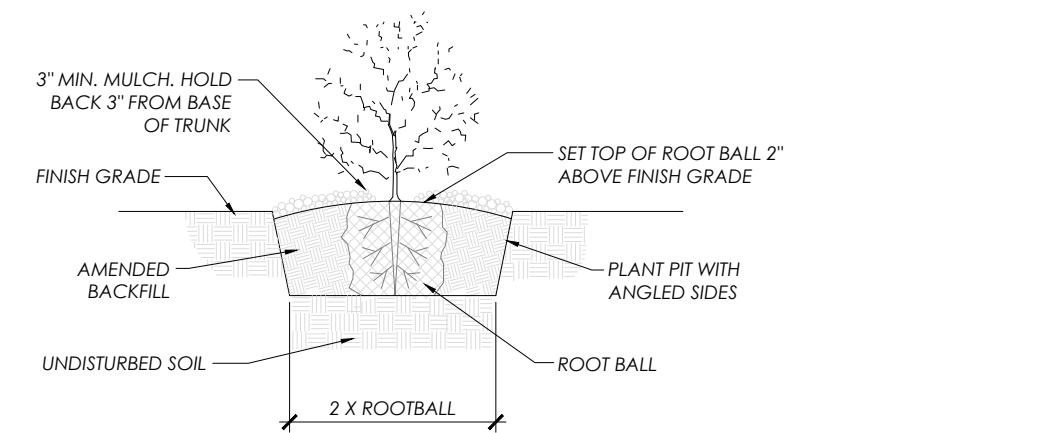 3" MIN. MULCH. HOLD
BACK 3" FROM BASE
OF TRUNK
SET TOP OF ROOT BALL 2"
ABOVE FINISH GRADE
FINISH GRADE
AMENDED
BACKFILL
PLANT PIT WITH
ANGLED SIDES
UNDISTURBED SOIL
ROOT BALL
2 X ROOTBALL